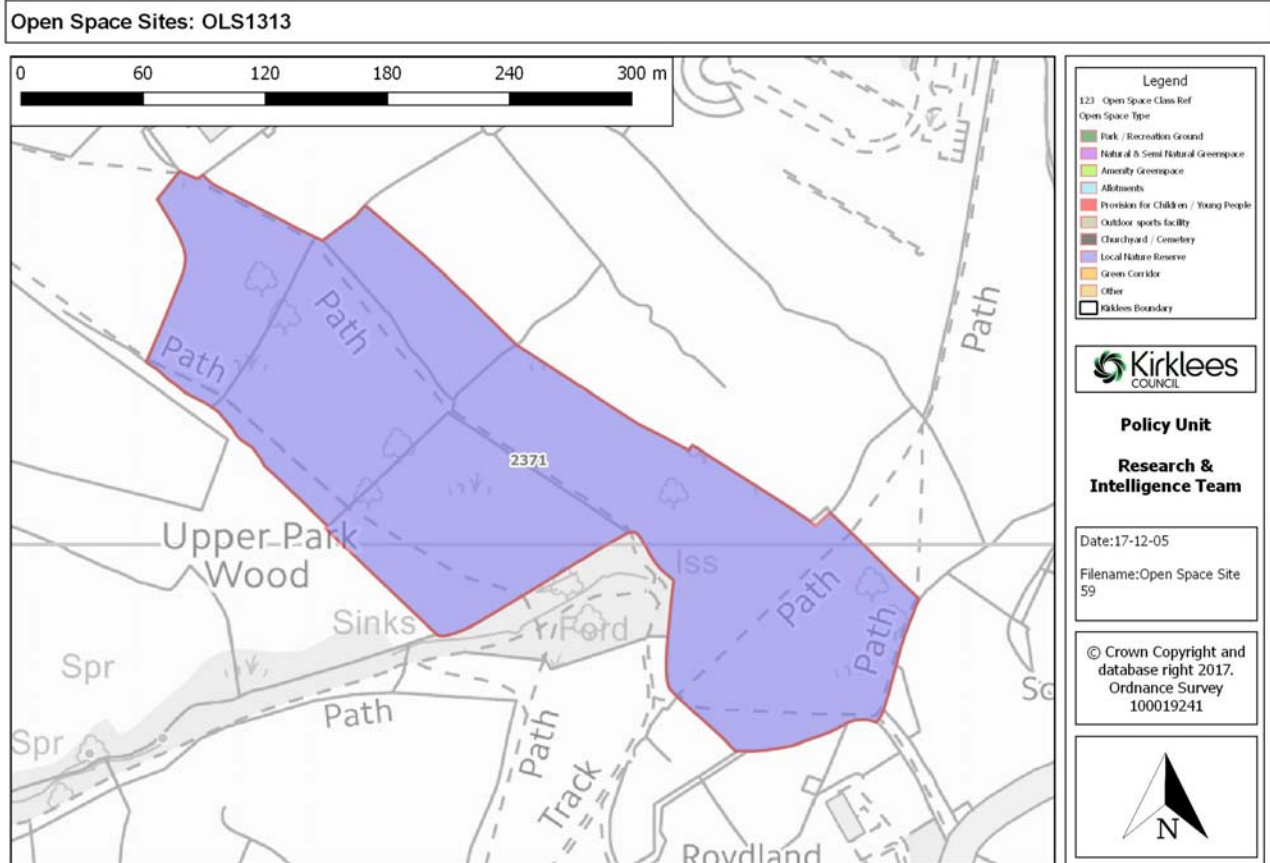 Open Space Sites: OLS1313
0 60 120 180 240 300 m
Path
Path
Path
2371
Upper Park
Wood
Iss
Path
Path
Sinks
Ford
Spr
Path
Spr
Path
Track
Roydland
Legend
123 Open Space Class Ref
Open Space Type
Park / Recreation Ground
Natural & Semi Natural Greenspace
Amenity Greenspace
Allotments
Provision for Children / Young People
Outdoor sports facility
Churchyard / Cemetery
Local Nature Reserve
Green Corridor
Other
Kirklees Boundary
Kirklees
COUNCIL
Policy Unit
Research &
Intelligence Team
Date:17-12-05
Filename:Open Space Site
59
© Crown Copyright and
database right 2017.
Ordnance Survey
100019241
N